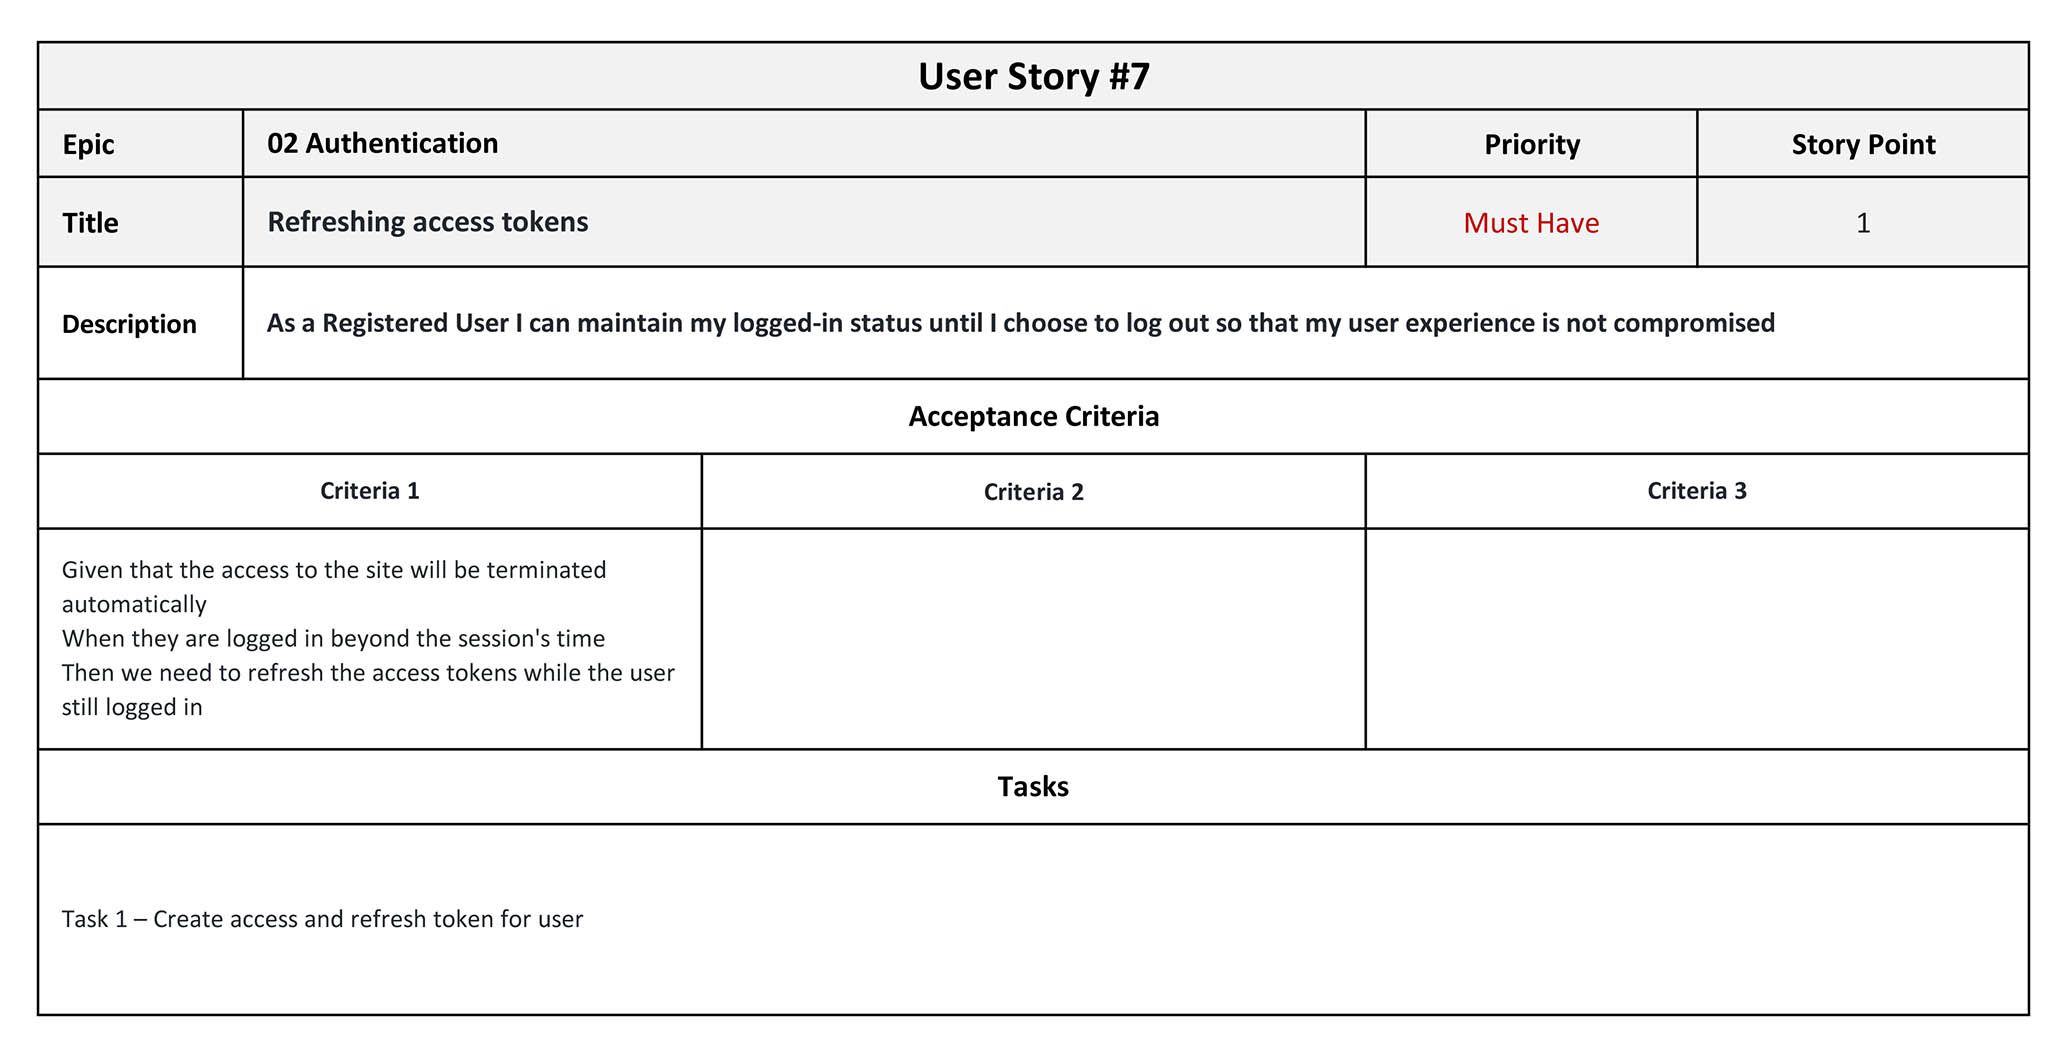 User Story #7
Epic
02 Authentication
Priority
Story Point
Title
Refreshing access tokens
Must Have
1
Description
As a Registered User I can maintain my logged-in status until I choose to log out so that my user experience is not compromised
Acceptance Criteria
Criteria 1
Criteria 2
Criteria 3
Given that the access to the site will be terminated
automatically
When they are logged in beyond the session's time
Then we need to refresh the access tokens while the user
still logged in
Tasks
Task 1 – Create access and refresh token for user